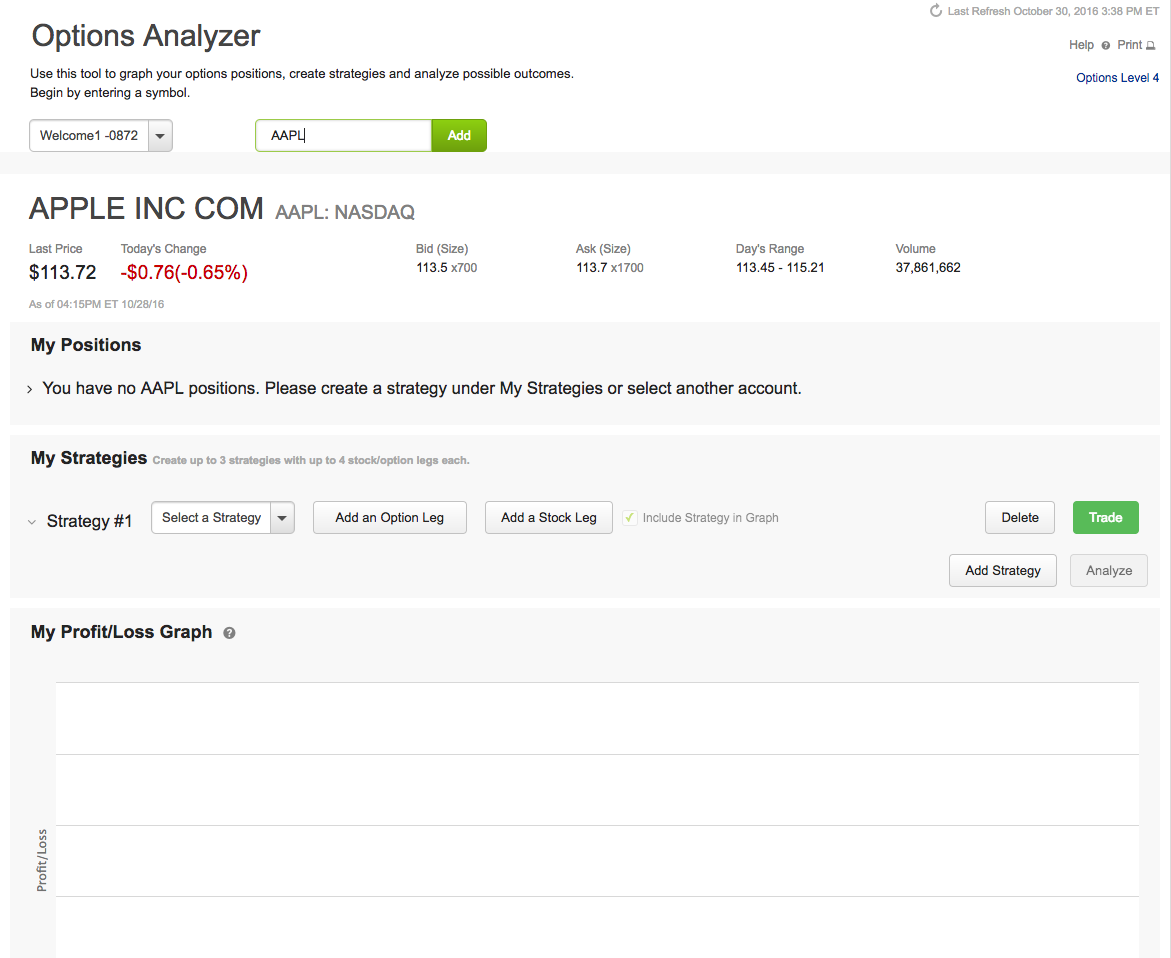 Last Refresh October 30, 2016 3:38 PM ET
Options Analyzer
Help ? Print
Use this tool to graph your options positions, create strategies and analyze possible outcomes.
Begin by entering a symbol.
Options Level 4
Welcome1 -0872
AAPL
Add
APPLE INC COM AAPL: NASDAQ
Last Price Today's Change Bid (Size) Ask (Size) Day's Range Volume
$113.72 -$0.76(-0.65%) 113.5 x700 113.7 x1700 113.45 - 115.21 37,861,662
As of 04:15PM ET 10/28/16
My Positions
You have no AAPL positions. Please create a strategy under My Strategies or select another account.
My Strategies Create up to 3 strategies with up to 4 stock/option legs each.
Strategy #1 Select a Strategy Add an Option Leg Add a Stock Leg Include Strategy in Graph Delete Trade
Add Strategy Analyze
My Profit/Loss Graph ?
Profit/Loss